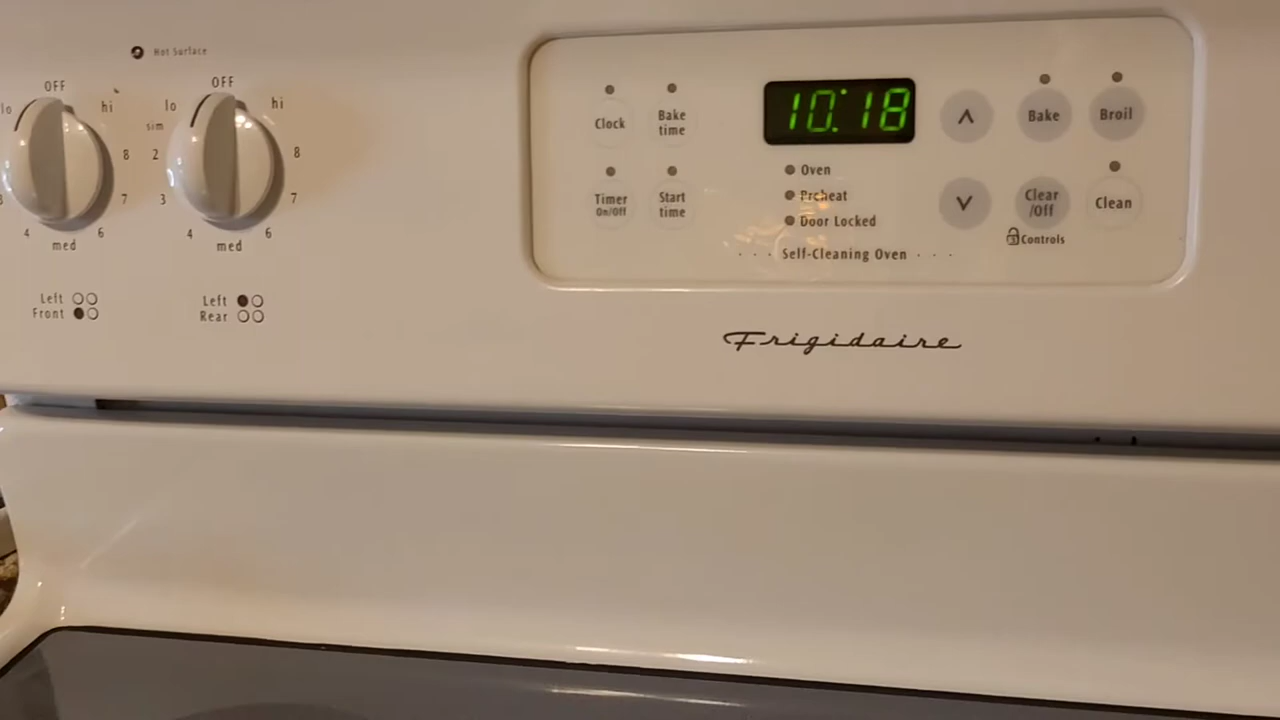 Hot Surface
OFF
lo
hi
8
7
6
med
4
3
OFF
lo
hi
sim
2
8
3
7
4
6
med
Left
Front
Left
Rear
Clock
Bake
time
Timer
On/Off
Start
time
10:18
Oven
Preheat
Door Locked
Self-Cleaning Oven
Bake
Broil
Clear
/Off
Clean
Controls
Frigidaire